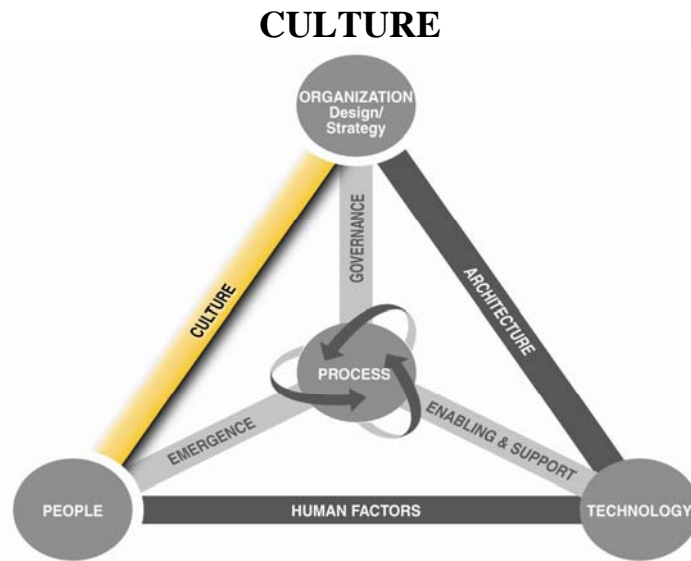 CULTURE
ORGANIZATION
Design/
Strategy
GOVERNANCE
CULTURE
ARCHITECTURE
PROCESS
EMERGENCE
ENABLING & SUPPORT
PEOPLE
HUMAN FACTORS
TECHNOLOGY